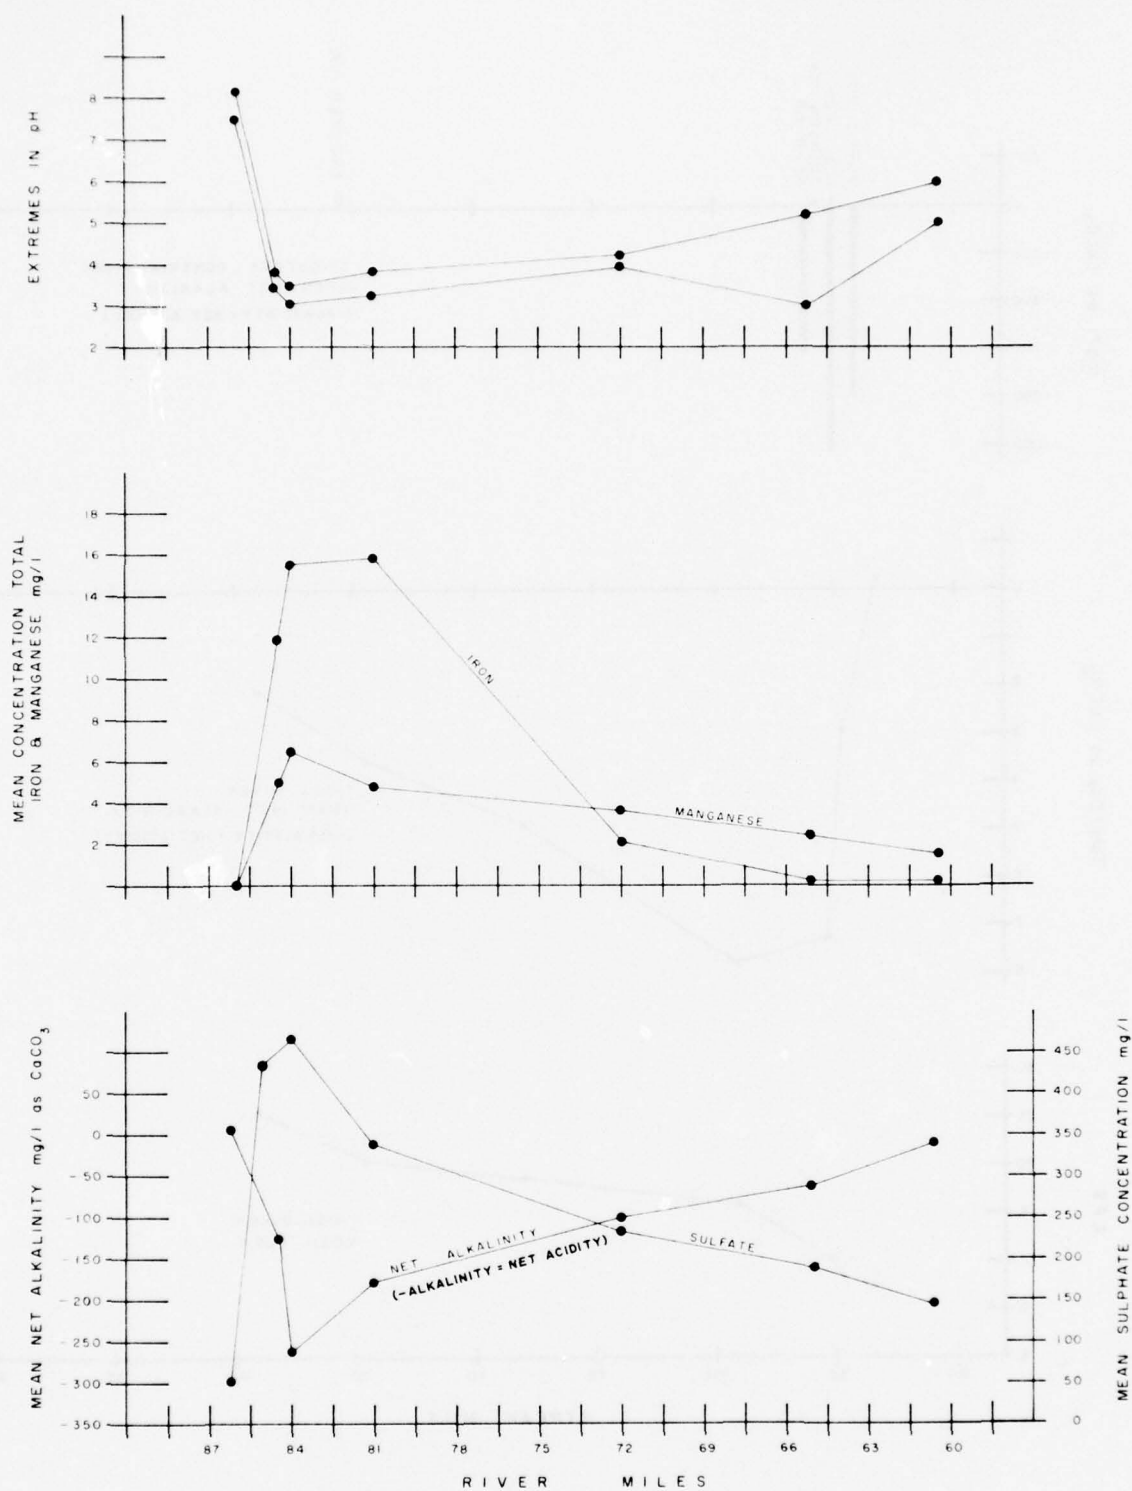 EXTREMES IN pH
8
7
6
5
4
3
2
MEAN CONCENTRATION TOTAL
IRON & MANGANESE mg/l
18
16
14
12
10
8
6
4
2
IRON
MANGANESE
MEAN NET ALKALINITY mg/l as CaCO3
50
0
-50
-100
-150
-200
-250
-300
-350
NET ALKALINITY
(-ALKALINITY = NET ACIDITY)
SULFATE
450
400
350
300
250
200
150
100
50
0
MEAN SULPHATE CONCENTRATION mg/l
87 84 81 78 75 72 69 66 63 60
RIVER MILES